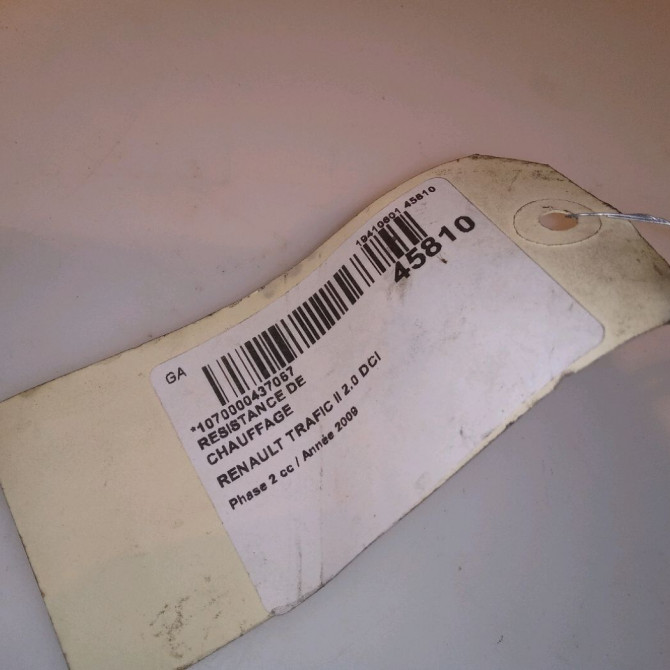 GA
19410601 45810
45810
*1070000437067
RESISTANCE DE
CHAUFFAGE
RENAULT TRAFIC II 2.0 DCI
Phase 2 cc / Année 2009